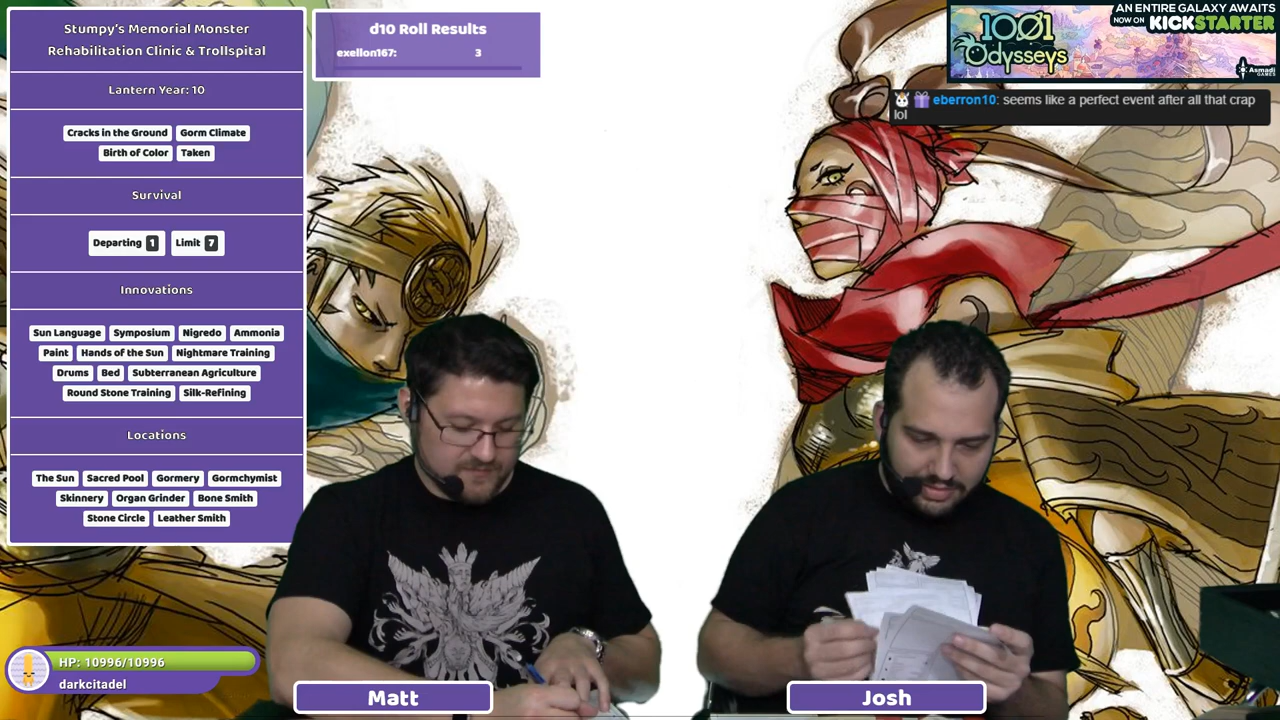 Stumpy's Memorial Monster
Rehabilitation Clinic & Trollspital
Lantern Year: 10
Cracks in the Ground Gorm Climate
Birth of Color Taken
Survival
Departing 1 Limit 7
Innovations
Sun Language Symposium Nigredo Ammonia
Paint Hands of the Sun Nightmare Training
Drums Bed Subterranean Agriculture
Round Stone Training Silk-Refining
Locations
The Sun Sacred Pool Gormery Gormchymist
Skinnery Organ Grinder Bone Smith
Stone Circle Leather Smith
HP: 10996/10996
darkcitadel
d10 Roll Results
exellon167: 3
1001
Odysseys
AN ENTIRE GALAXY AWAITS
NOW ON KICKSTARTER
Asmadi
GAMES
eberron10: seems like a perfect event after all that crap
lol
Matt
Josh